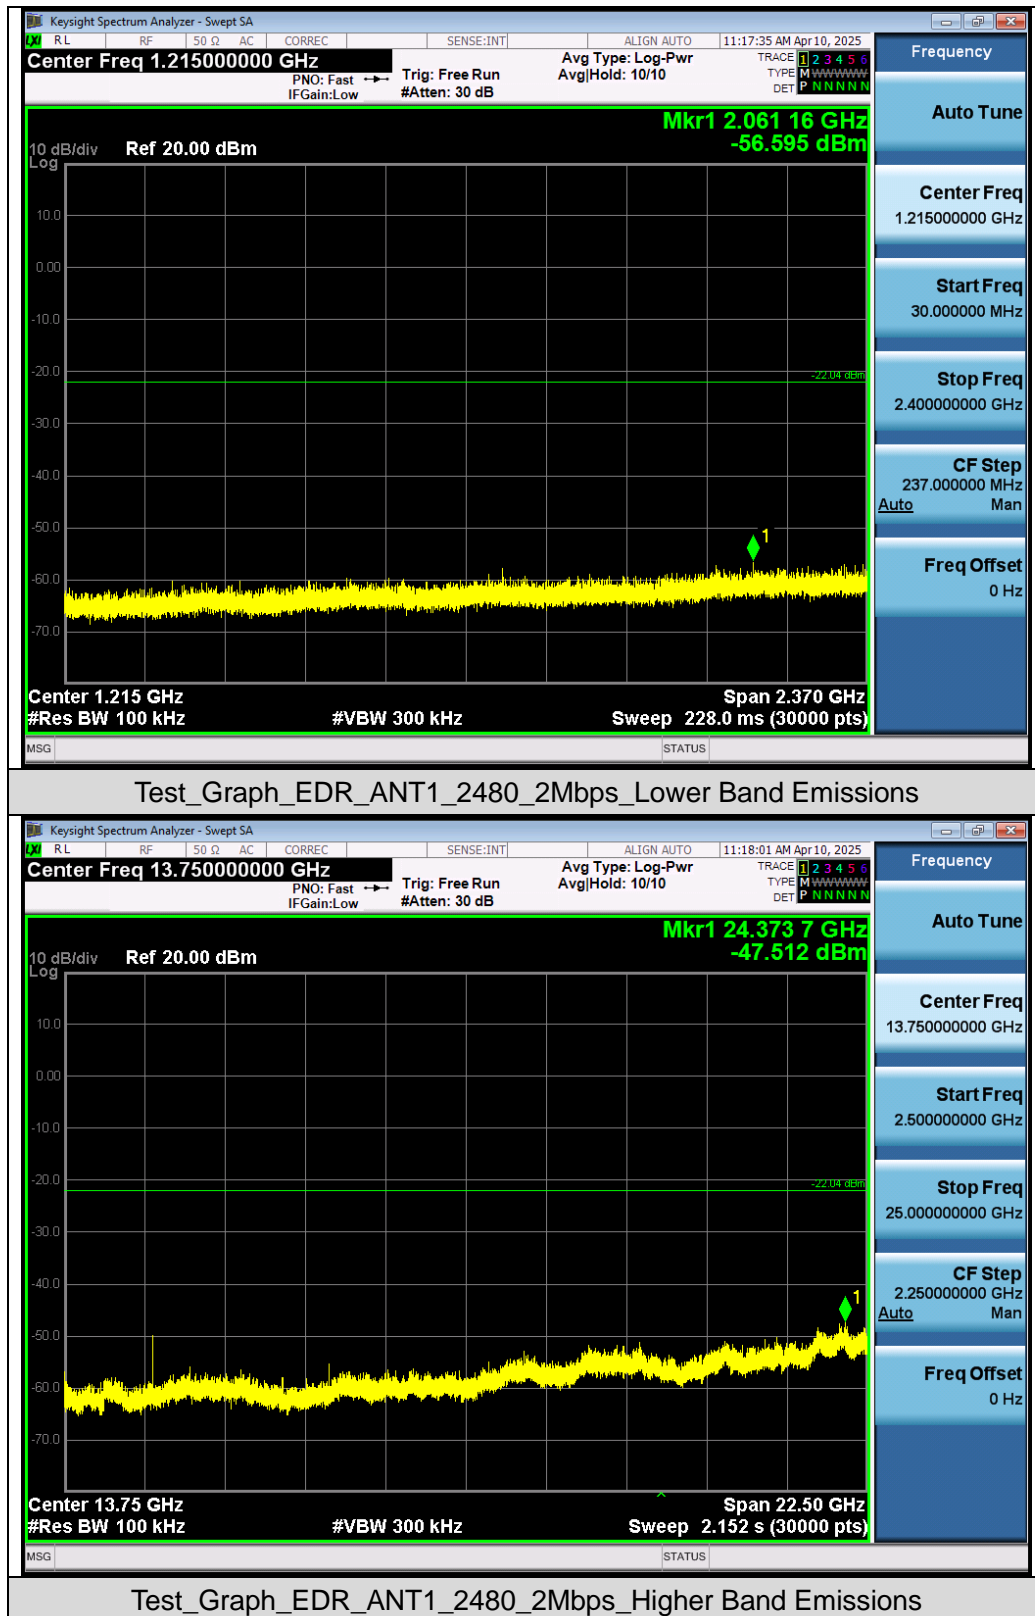 Keysight Spectrum Analyzer - Swept SA
LXI RL RF 50 Ω AC CORREC SENSE:INT ALIGN AUTO 11:17:35 AM Apr 10, 2025
Center Freq 1.215000000 GHz
PNO: Fast
IFGain:Low
Trig: Free Run
#Atten: 30 dB
Avg Type: Log-Pwr
Avg|Hold: 10/10
TRACE 1 2 3 4 5 6
TYPE M WWWWW
DET P N N N N N
Mkr1 2.061 16 GHz
-56.595 dBm
10 dB/div Ref 20.00 dBm
Log
10.0
0.00
-10.0
-20.0
-22.04 dBm
-30.0
-40.0
-50.0
1
-60.0
-70.0
Center 1.215 GHz Span 2.370 GHz
#Res BW 100 kHz #VBW 300 kHz Sweep 228.0 ms (30000 pts)
MSG STATUS
Frequency
Auto Tune
Center Freq
1.215000000 GHz
Start Freq
30.000000 MHz
Stop Freq
2.400000000 GHz
CF Step
237.000000 MHz
Auto Man
Freq Offset
0 Hz
Test_Graph_EDR_ANT1_2480_2Mbps_Lower Band Emissions
Keysight Spectrum Analyzer - Swept SA
LXI RL RF 50 Ω AC CORREC SENSE:INT ALIGN AUTO 11:18:01 AM Apr 10, 2025
Center Freq 13.750000000 GHz
PNO: Fast
IFGain:Low
Trig: Free Run
#Atten: 30 dB
Avg Type: Log-Pwr
Avg|Hold: 10/10
TRACE 1 2 3 4 5 6
TYPE M WWWWW
DET P N N N N N
Mkr1 24.373 7 GHz
-47.512 dBm
10 dB/div Ref 20.00 dBm
Log
10.0
0.00
-10.0
-20.0
-22.04 dBm
-30.0
-40.0
1
-50.0
-60.0
-70.0
Center 13.75 GHz Span 22.50 GHz
#Res BW 100 kHz #VBW 300 kHz Sweep 2.152 s (30000 pts)
MSG STATUS
Frequency
Auto Tune
Center Freq
13.750000000 GHz
Start Freq
2.500000000 GHz
Stop Freq
25.000000000 GHz
CF Step
2.250000000 GHz
Auto Man
Freq Offset
0 Hz
Test_Graph_EDR_ANT1_2480_2Mbps_Higher Band Emissions